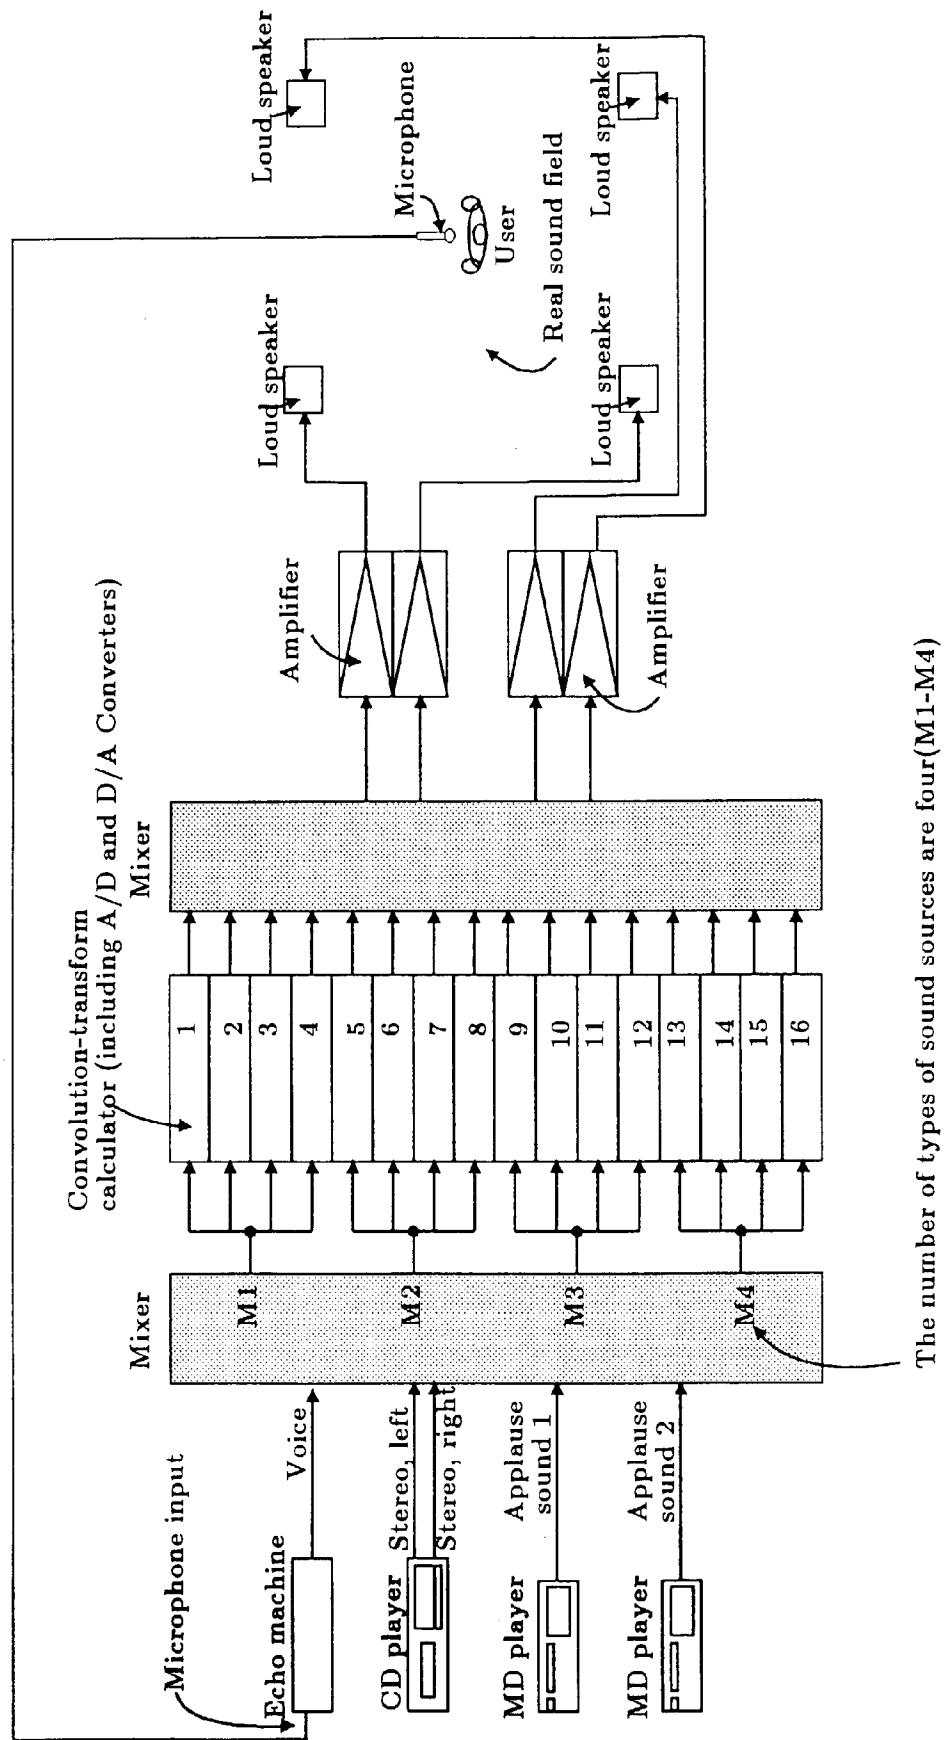 Microphone input
Echo machine
Voice
CD player
Stereo, left
Stereo, right
MD player
Applause
sound 1
MD player
Applause
sound 2
Mixer
M1
M2
M3
M4
Convolution-transform
calculator (including A/D and D/A Converters)
1
2
3
4
5
6
7
8
9
10
11
12
13
14
15
16
Mixer
Amplifier
Amplifier
Loud speaker
Loud speaker
Real sound field
Microphone
User
Loud speaker
Loud speaker
The number of types of sound sources are four(M1-M4)